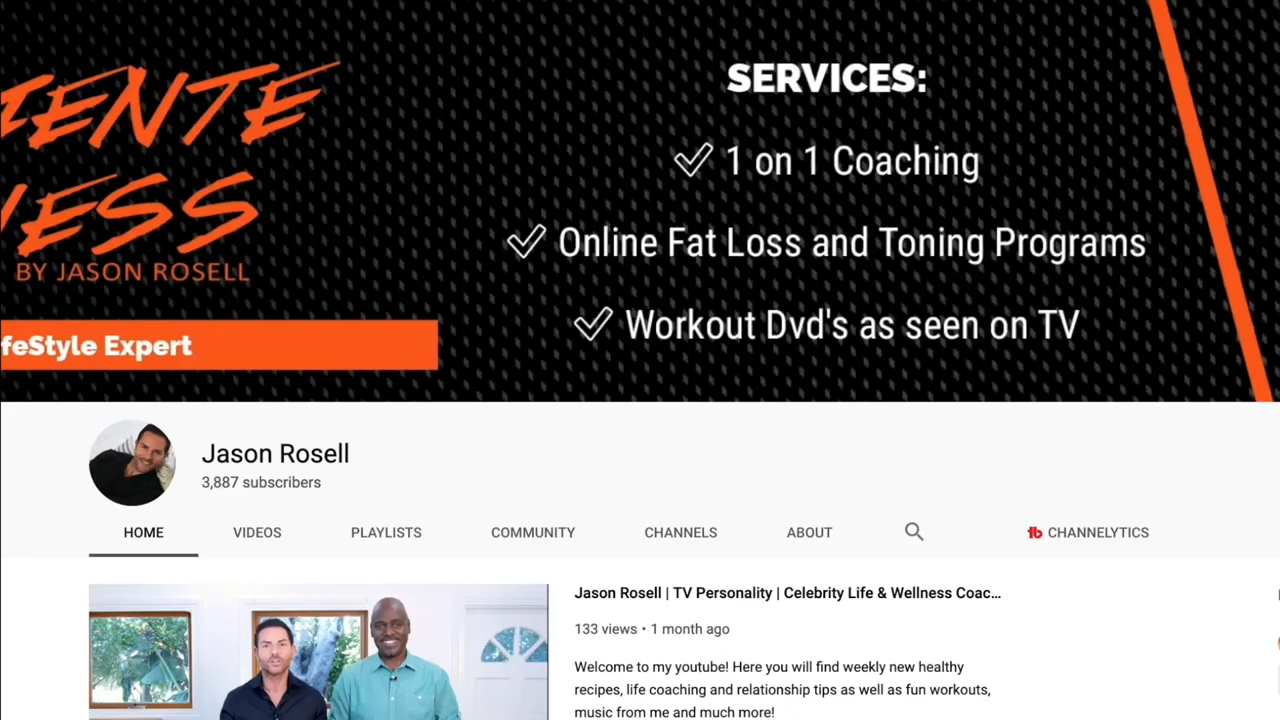 IENTE
NESS
BY JASON ROSELL
feStyle Expert
SERVICES:
1 on 1 Coaching
Online Fat Loss and Toning Programs
Workout Dvd's as seen on TV
Jason Rosell
3,887 subscribers
HOME VIDEOS PLAYLISTS COMMUNITY CHANNELS ABOUT tb CHANNELYTICS
Jason Rosell | TV Personality | Celebrity Life & Wellness Coac...
133 views • 1 month ago
Welcome to my youtube! Here you will find weekly new healthy
recipes, life coaching and relationship tips as well as fun workouts,
music from me and much more!